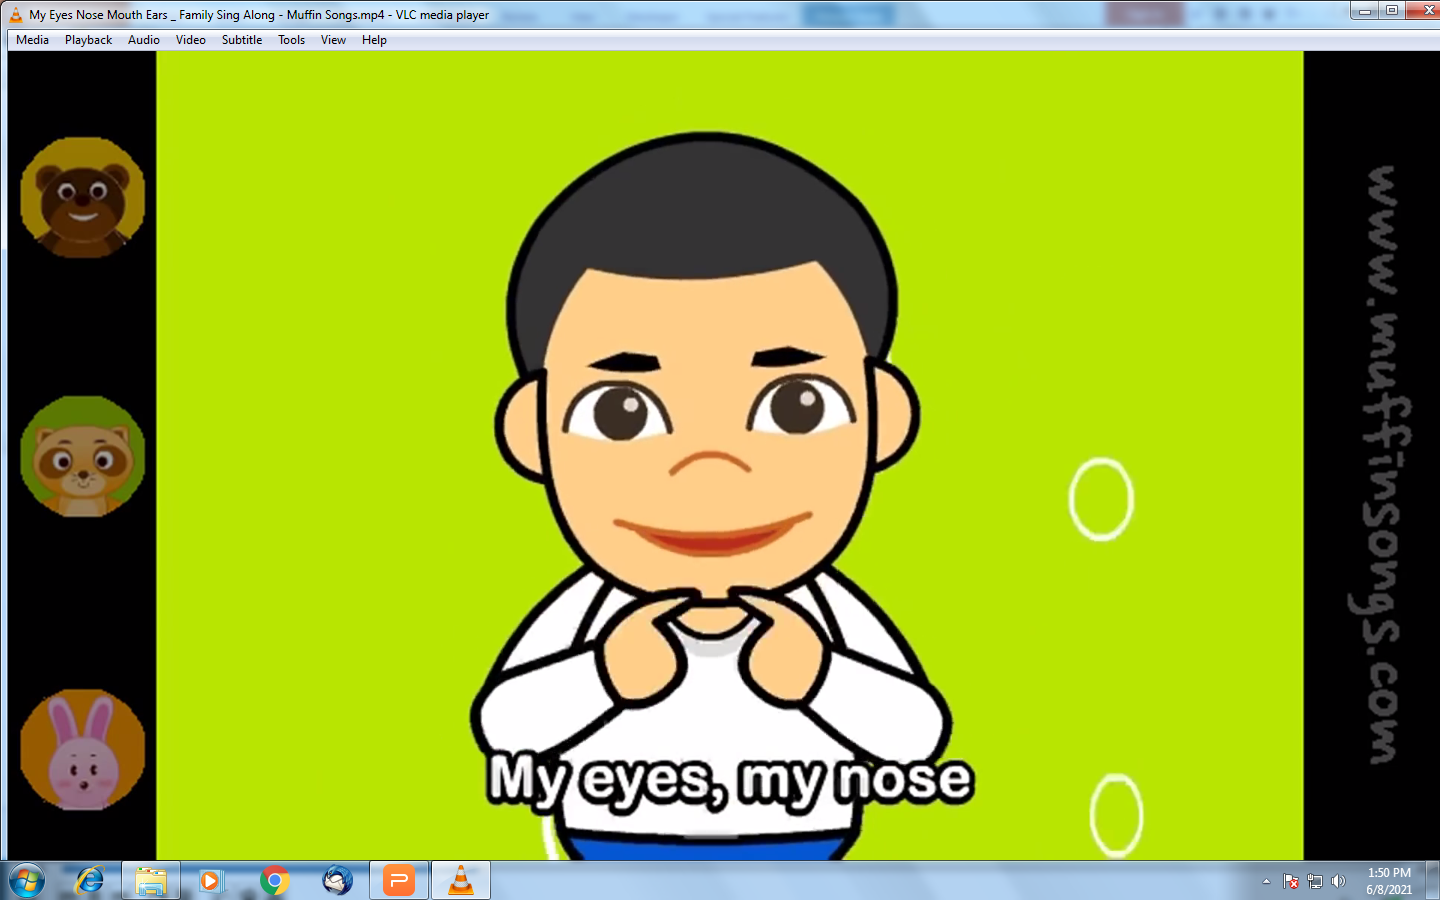 My Eyes Nose Mouth Ears _ Family Sing Along - Muffin Songs.mp4 - VLC media player
Media Playback Audio Video Subtitle Tools View Help
www.muffinsongs.com
My eyes, my nose
1:50 PM
6/8/2021